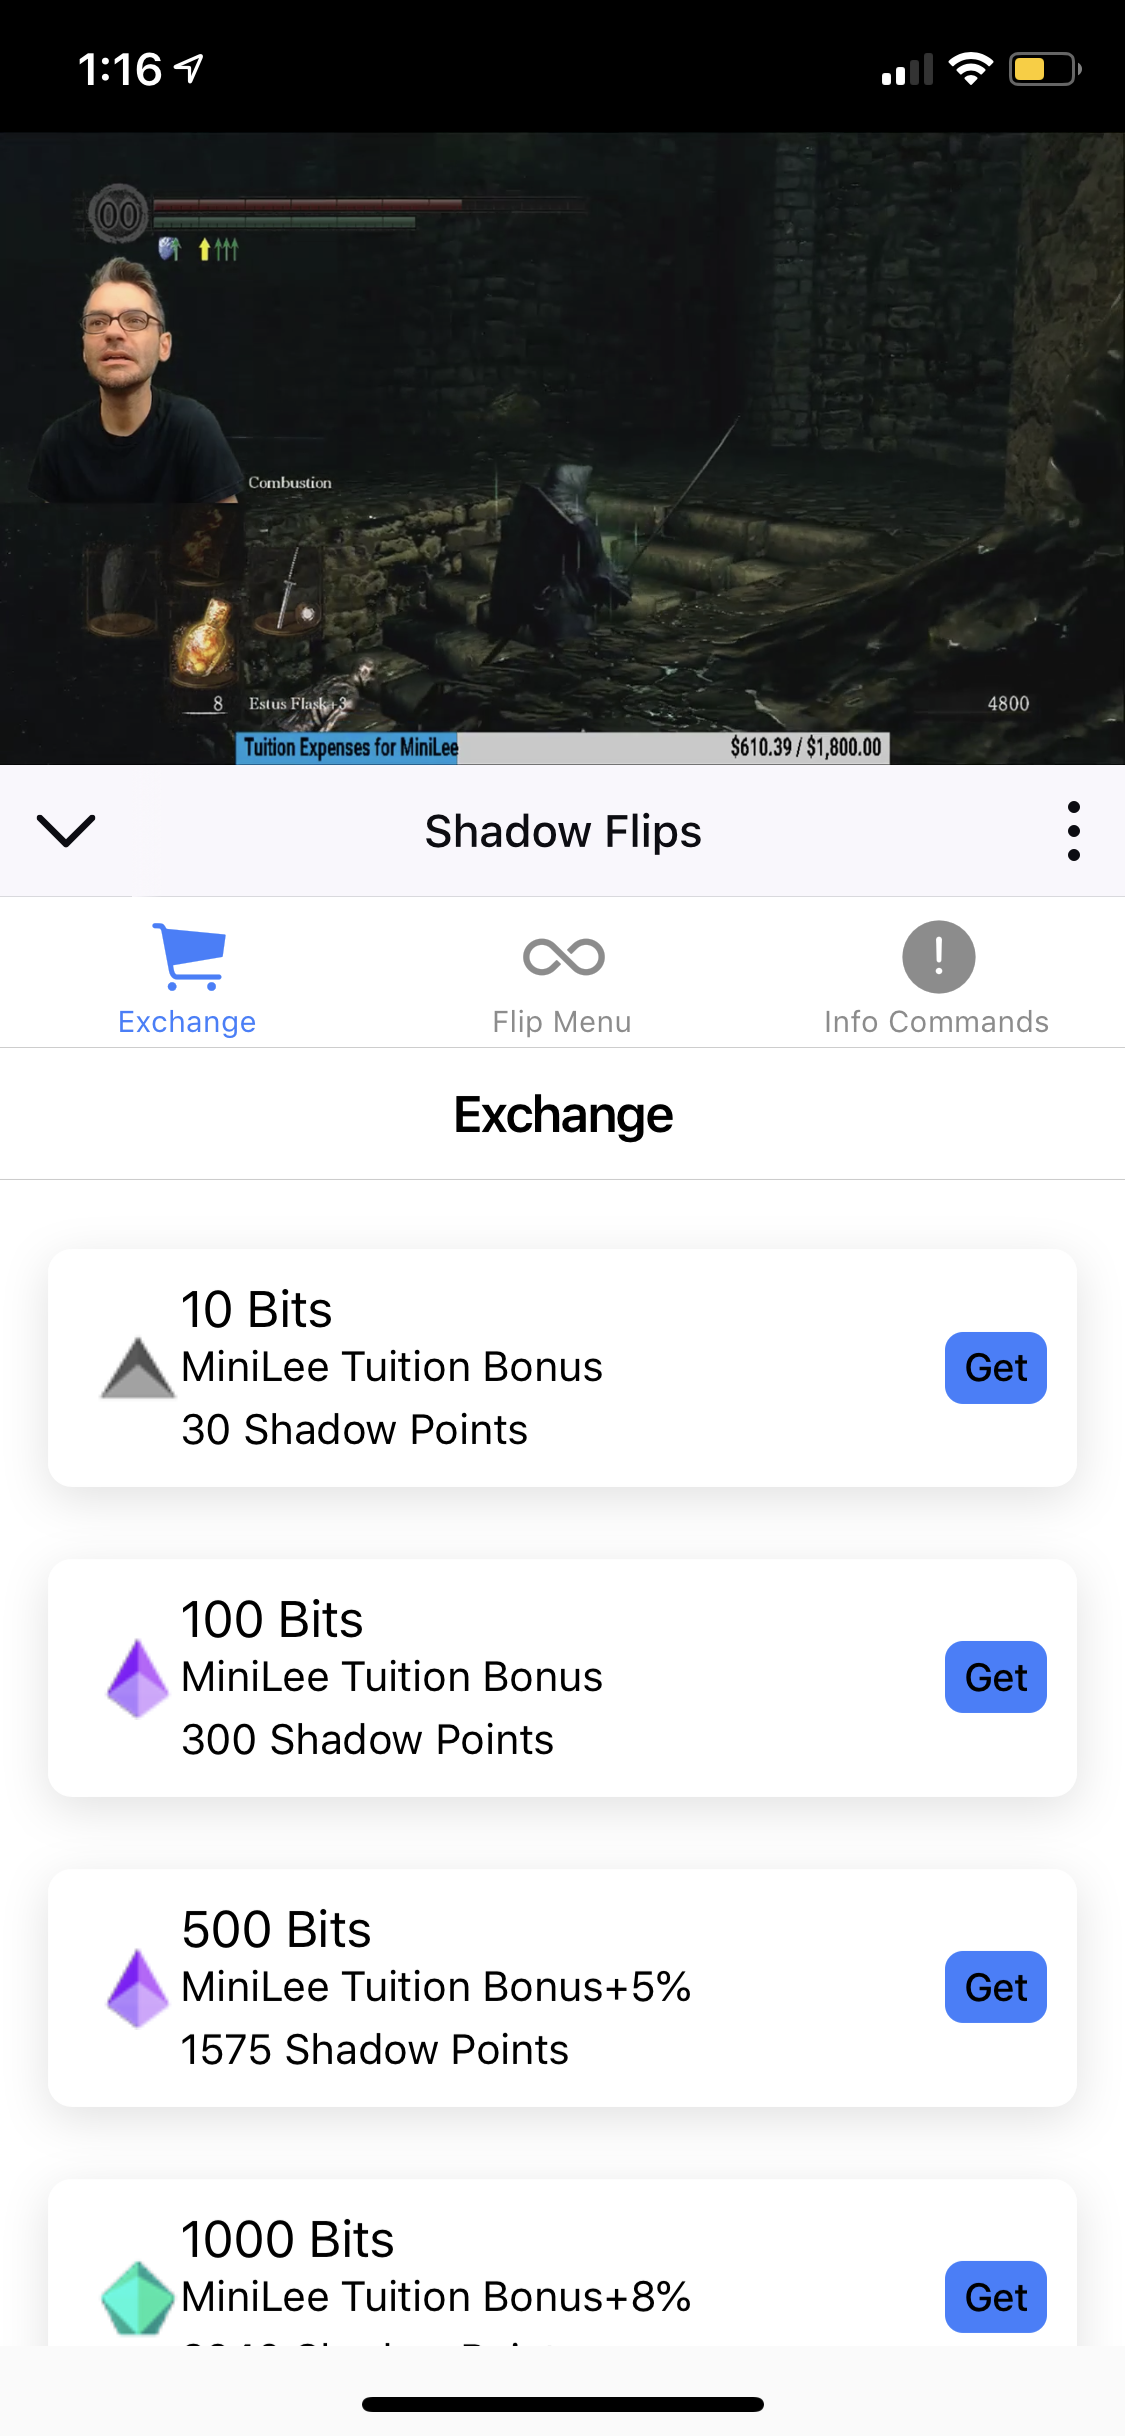 1:16
00
Combustion
8
Estus Flask+3
4800
Tuition Expenses for MiniLee
$610.39 / $1,800.00
Shadow Flips
Exchange
Flip Menu
Info Commands
Exchange
10 Bits
MiniLee Tuition Bonus
30 Shadow Points
Get
100 Bits
MiniLee Tuition Bonus
300 Shadow Points
Get
500 Bits
MiniLee Tuition Bonus+5%
1575 Shadow Points
Get
1000 Bits
MiniLee Tuition Bonus+8%
Get